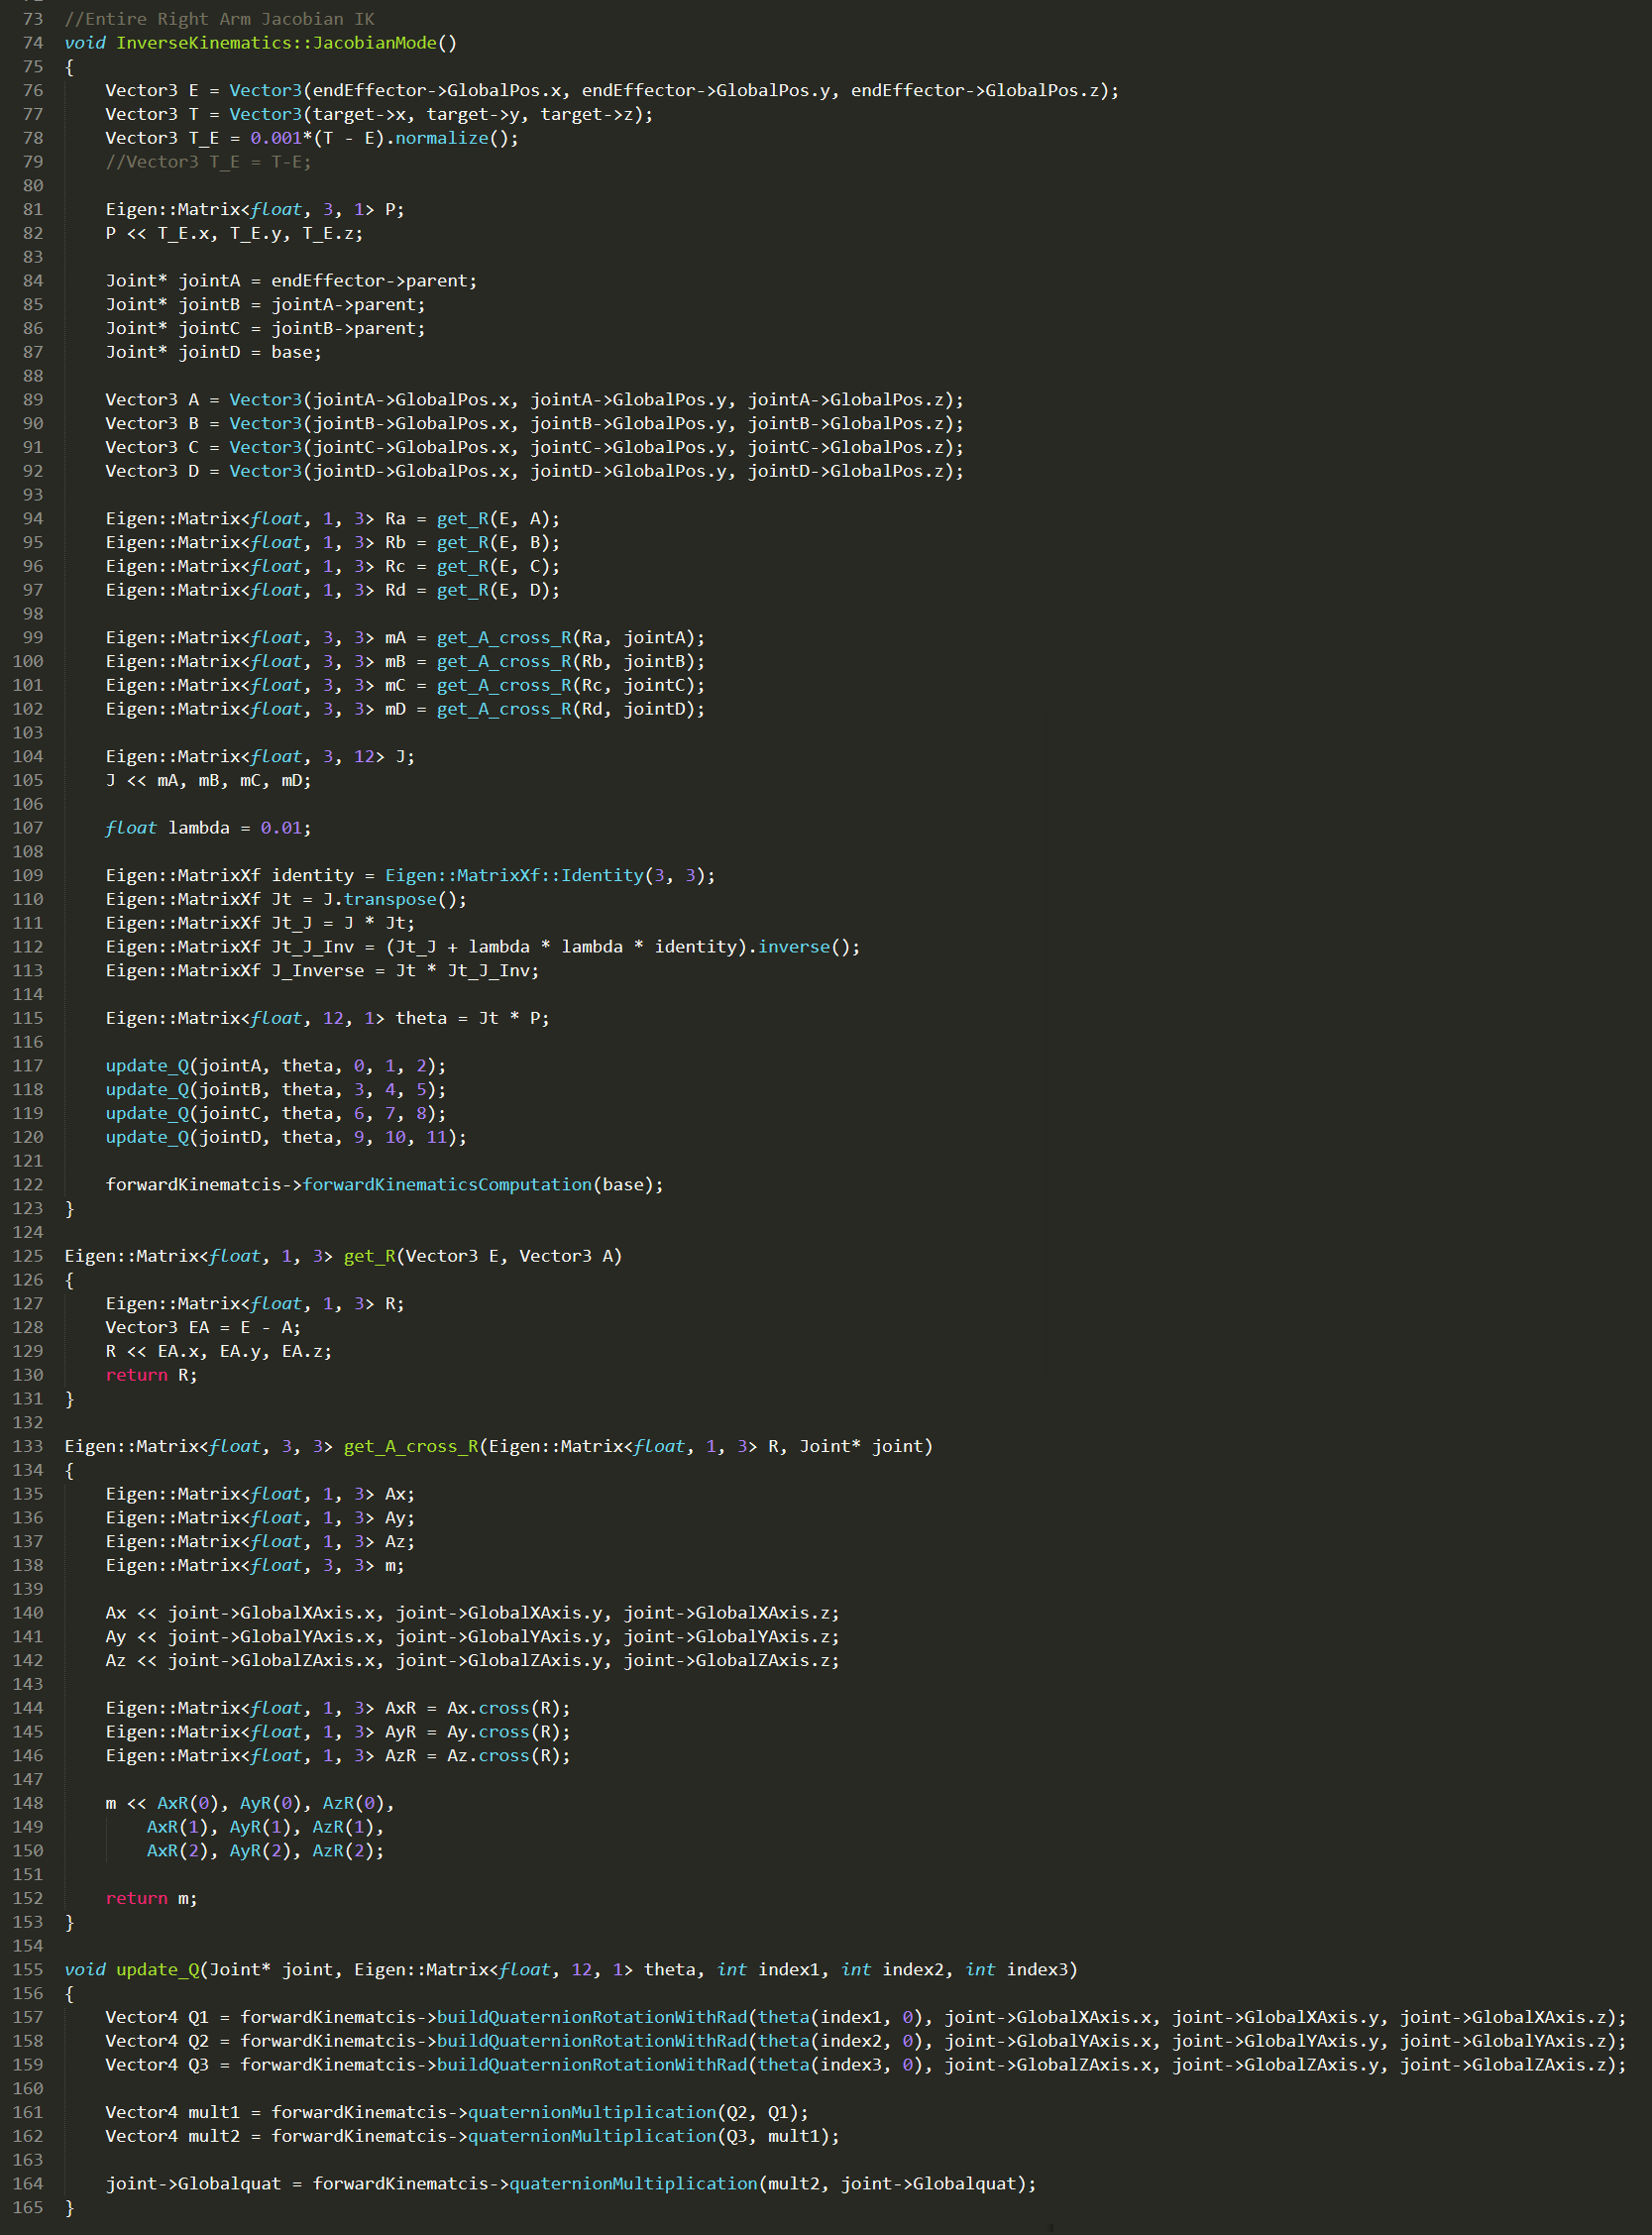 73 //Entire Right Arm Jacobian IK
74 void InverseKinematics::JacobianMode()
75 {
76     Vector3 E = Vector3(endEffector->GlobalPos.x, endEffector->GlobalPos.y, endEffector->GlobalPos.z);
77     Vector3 T = Vector3(target->x, target->y, target->z);
78     Vector3 T_E = 0.001*(T - E).normalize();
79     //Vector3 T_E = T-E;
80
81     Eigen::Matrix<float, 3, 1> P;
82     P << T_E.x, T_E.y, T_E.z;
83
84     Joint* jointA = endEffector->parent;
85     Joint* jointB = jointA->parent;
86     Joint* jointC = jointB->parent;
87     Joint* jointD = base;
88
89     Vector3 A = Vector3(jointA->GlobalPos.x, jointA->GlobalPos.y, jointA->GlobalPos.z);
90     Vector3 B = Vector3(jointB->GlobalPos.x, jointB->GlobalPos.y, jointB->GlobalPos.z);
91     Vector3 C = Vector3(jointC->GlobalPos.x, jointC->GlobalPos.y, jointC->GlobalPos.z);
92     Vector3 D = Vector3(jointD->GlobalPos.x, jointD->GlobalPos.y, jointD->GlobalPos.z);
93
94     Eigen::Matrix<float, 1, 3> Ra = get_R(E, A);
95     Eigen::Matrix<float, 1, 3> Rb = get_R(E, B);
96     Eigen::Matrix<float, 1, 3> Rc = get_R(E, C);
97     Eigen::Matrix<float, 1, 3> Rd = get_R(E, D);
98
99     Eigen::Matrix<float, 3, 3> mA = get_A_cross_R(Ra, jointA);
100     Eigen::Matrix<float, 3, 3> mB = get_A_cross_R(Rb, jointB);
101     Eigen::Matrix<float, 3, 3> mC = get_A_cross_R(Rc, jointC);
102     Eigen::Matrix<float, 3, 3> mD = get_A_cross_R(Rd, jointD);
103
104     Eigen::Matrix<float, 3, 12> J;
105     J << mA, mB, mC, mD;
106
107     float lambda = 0.01;
108
109     Eigen::MatrixXf identity = Eigen::MatrixXf::Identity(3, 3);
110     Eigen::MatrixXf Jt = J.transpose();
111     Eigen::MatrixXf Jt_J = J * Jt;
112     Eigen::MatrixXf Jt_J_Inv = (Jt_J + lambda * lambda * identity).inverse();
113     Eigen::MatrixXf J_Inverse = Jt * Jt_J_Inv;
114
115     Eigen::Matrix<float, 12, 1> theta = Jt * P;
116
117     update_Q(jointA, theta, 0, 1, 2);
118     update_Q(jointB, theta, 3, 4, 5);
119     update_Q(jointC, theta, 6, 7, 8);
120     update_Q(jointD, theta, 9, 10, 11);
121
122     forwardKinematcis->forwardKinematicsComputation(base);
123 }
124
125 Eigen::Matrix<float, 1, 3> get_R(Vector3 E, Vector3 A)
126 {
127     Eigen::Matrix<float, 1, 3> R;
128     Vector3 EA = E - A;
129     R << EA.x, EA.y, EA.z;
130     return R;
131 }
132
133 Eigen::Matrix<float, 3, 3> get_A_cross_R(Eigen::Matrix<float, 1, 3> R, Joint* joint)
134 {
135     Eigen::Matrix<float, 1, 3> Ax;
136     Eigen::Matrix<float, 1, 3> Ay;
137     Eigen::Matrix<float, 1, 3> Az;
138     Eigen::Matrix<float, 3, 3> m;
139
140     Ax << joint->GlobalXAxis.x, joint->GlobalXAxis.y, joint->GlobalXAxis.z;
141     Ay << joint->GlobalYAxis.x, joint->GlobalYAxis.y, joint->GlobalYAxis.z;
142     Az << joint->GlobalZAxis.x, joint->GlobalZAxis.y, joint->GlobalZAxis.z;
143
144     Eigen::Matrix<float, 1, 3> AxR = Ax.cross(R);
145     Eigen::Matrix<float, 1, 3> AyR = Ay.cross(R);
146     Eigen::Matrix<float, 1, 3> AzR = Az.cross(R);
147
148     m << AxR(0), AyR(0), AzR(0),
149         AxR(1), AyR(1), AzR(1),
150         AxR(2), AyR(2), AzR(2);
151
152     return m;
153 }
154
155 void update_Q(Joint* joint, Eigen::Matrix<float, 12, 1> theta, int index1, int index2, int index3)
156 {
157     Vector4 Q1 = forwardKinematcis->buildQuaternionRotationWithRad(theta(index1, 0), joint->GlobalXAxis.x, joint->GlobalXAxis.y, joint->GlobalXAxis.z);
158     Vector4 Q2 = forwardKinematcis->buildQuaternionRotationWithRad(theta(index2, 0), joint->GlobalYAxis.x, joint->GlobalYAxis.y, joint->GlobalYAxis.z);
159     Vector4 Q3 = forwardKinematcis->buildQuaternionRotationWithRad(theta(index3, 0), joint->GlobalZAxis.x, joint->GlobalZAxis.y, joint->GlobalZAxis.z);
160
161     Vector4 mult1 = forwardKinematcis->quaternionMultiplication(Q2, Q1);
162     Vector4 mult2 = forwardKinematcis->quaternionMultiplication(Q3, mult1);
163
164     joint->Globalquat = forwardKinematcis->quaternionMultiplication(mult2, joint->Globalquat);
165 }